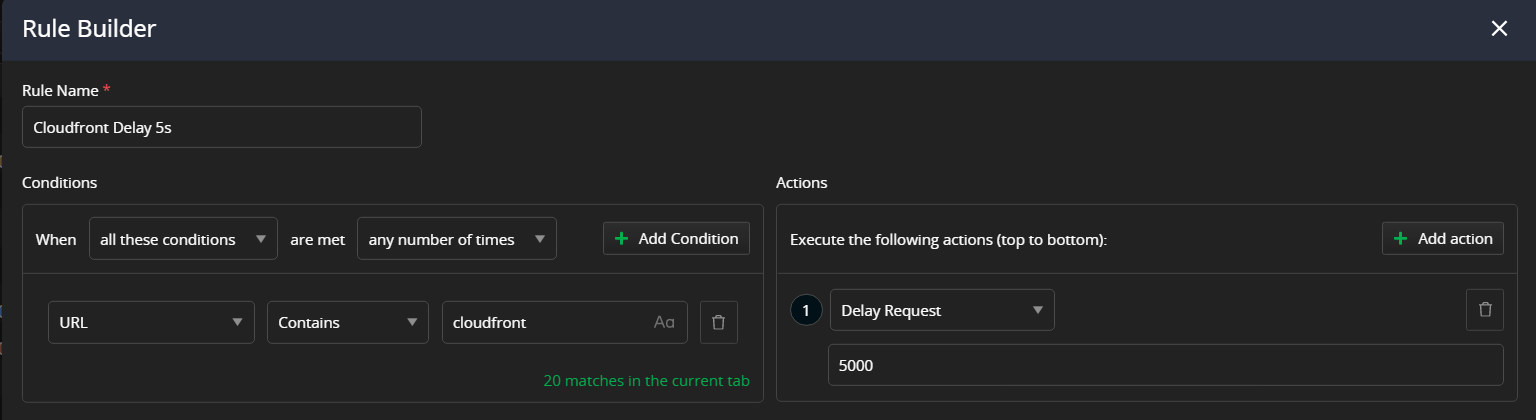 Rule Builder
Rule Name *
Cloudfront Delay 5s
Conditions
When all these conditions are met any number of times + Add Condition
URL Contains cloudfront Aa
20 matches in the current tab
Actions
Execute the following actions (top to bottom): + Add action
1 Delay Request
5000